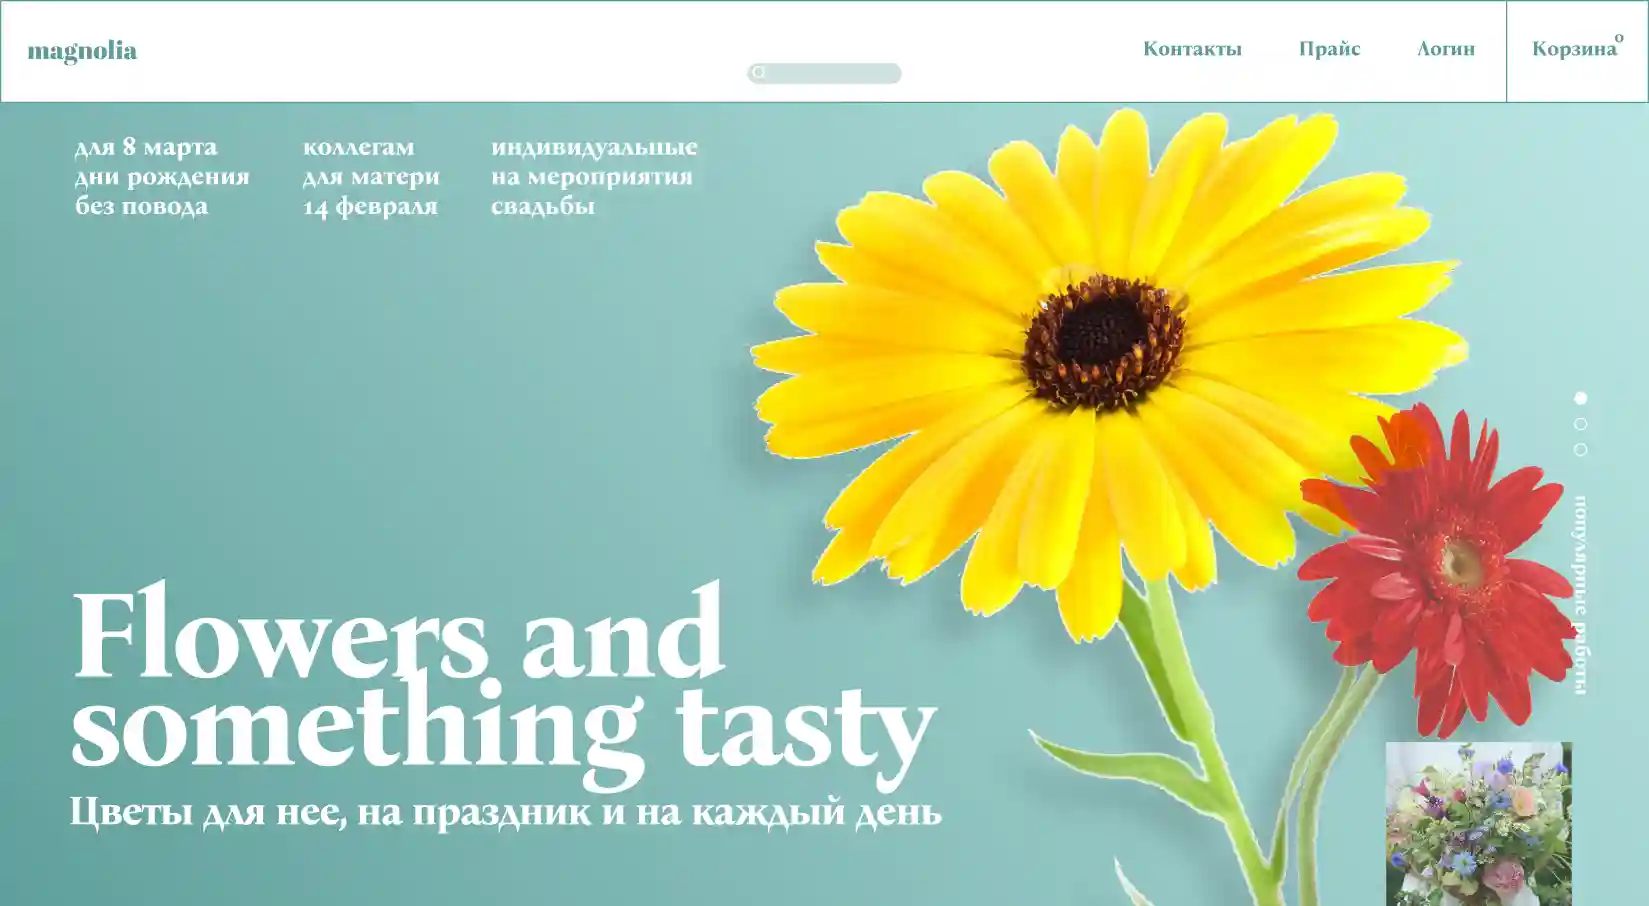 magnolia
Контакты
Прайс
Логин
Корзина
0
для 8 марта
дни рождения
без повода
коллегам
для матери
14 февраля
индивидуальные
на мероприятия
свадьбы
Flowers and
something tasty
Цветы для нее, на праздник и на каждый день
популярные работы